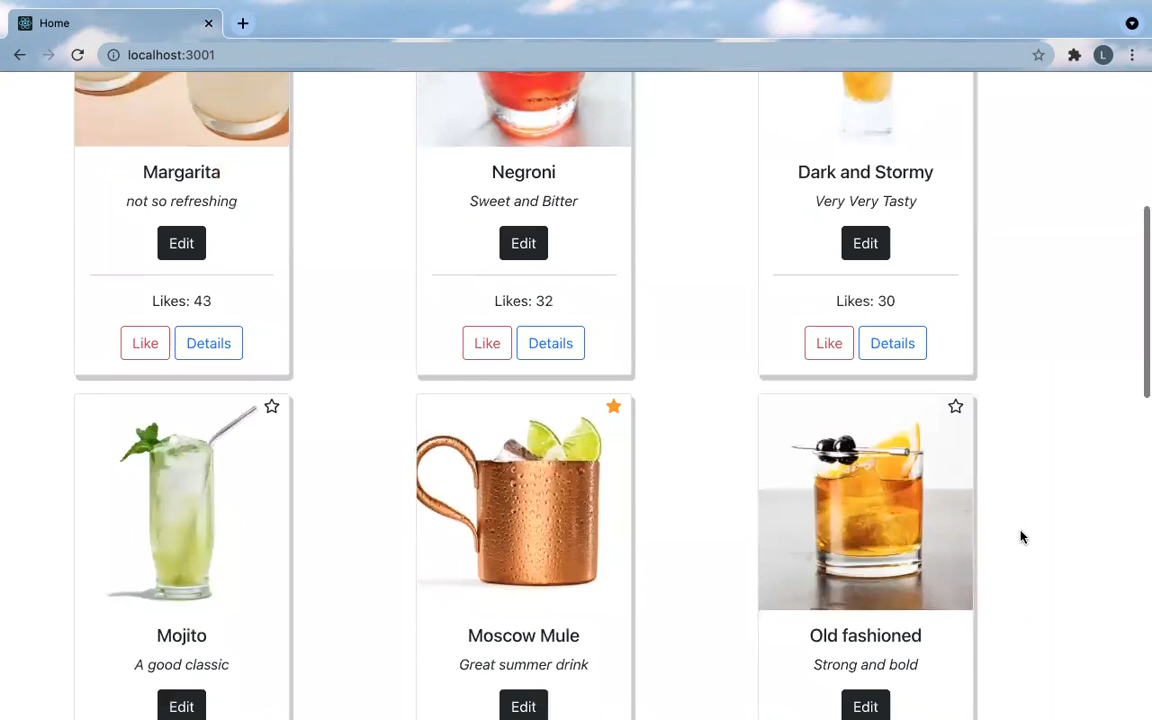 Home
localhost:3001
L
Margarita
not so refreshing
Edit
Likes: 43
Like Details
Negroni
Sweet and Bitter
Edit
Likes: 32
Like Details
Dark and Stormy
Very Very Tasty
Edit
Likes: 30
Like Details
Mojito
A good classic
Edit
Moscow Mule
Great summer drink
Edit
Old fashioned
Strong and bold
Edit